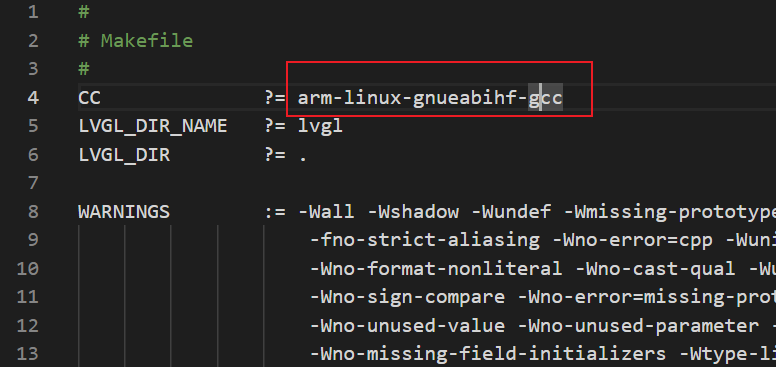 1 #
2 # Makefile
3 #
4 CC ?= arm-linux-gnueabihf-gcc
5 LVGL_DIR_NAME ?= lvgl
6 LVGL_DIR ?= .
7
8 WARNINGS := -Wall -Wshadow -Wundef -Wmissing-prototype
9 -fno-strict-aliasing -Wno-error=cpp -Wuni
10 -Wno-format-nonliteral -Wno-cast-qual -Wu
11 -Wno-sign-compare -Wno-error=missing-prot
12 -Wno-unused-value -Wno-unused-parameter -
13 -Wno-missing-field-initializers -Wtype-li